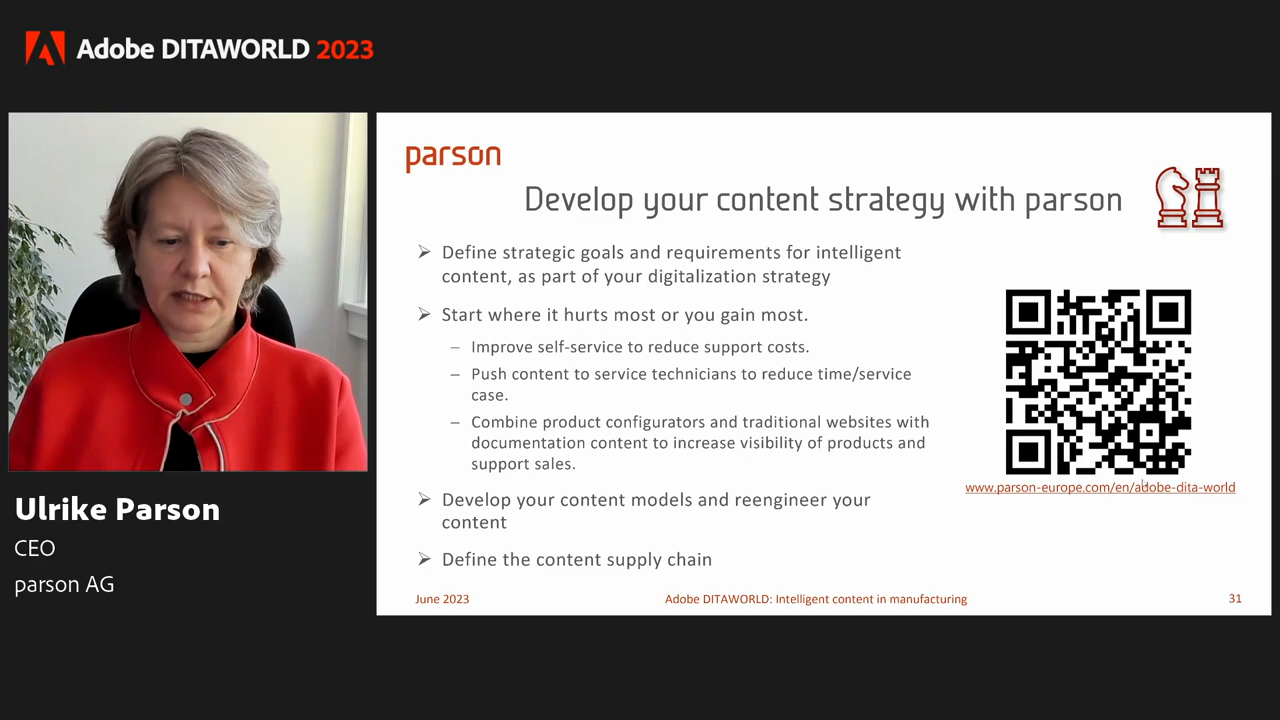 Adobe DITAWORLD 2023
parson
Develop your content strategy with parson
➢ Define strategic goals and requirements for intelligent
content, as part of your digitalization strategy
➢ Start where it hurts most or you gain most.
– Improve self-service to reduce support costs.
– Push content to service technicians to reduce time/service
case.
– Combine product configurators and traditional websites with
documentation content to increase visibility of products and
support sales.
➢ Develop your content models and reengineer your
content
➢ Define the content supply chain
www.parson-europe.com/en/adobe-dita-world
June 2023
Adobe DITAWORLD: Intelligent content in manufacturing
31
Ulrike Parson
CEO
parson AG